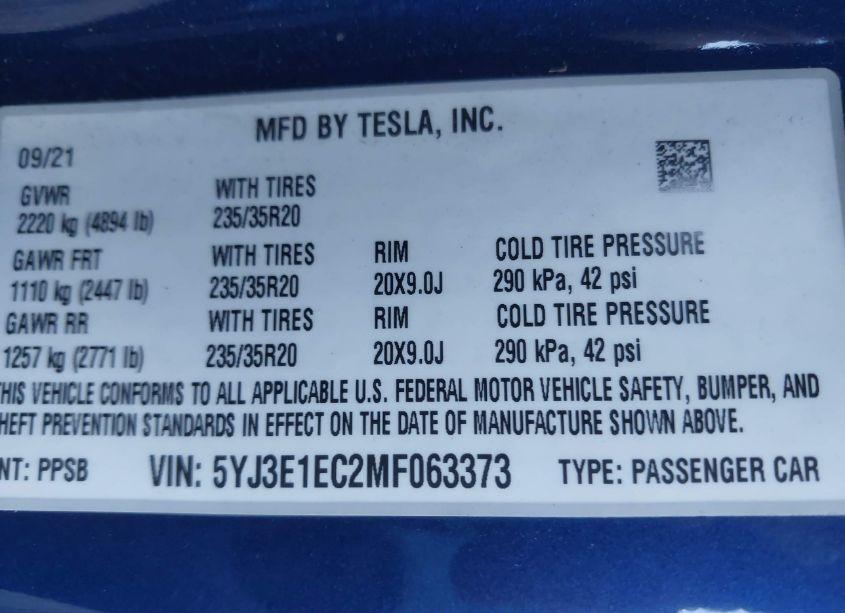 MFD BY TESLA, INC.
09/21
GVWR WITH TIRES
2220 kg (4894 lb) 235/35R20
GAWR FRT WITH TIRES RIM COLD TIRE PRESSURE
1110 kg (2447 lb) 235/35R20 20X9.0J 290 kPa, 42 psi
GAWR RR WITH TIRES RIM COLD TIRE PRESSURE
1257 kg (2771 lb) 235/35R20 20X9.0J 290 kPa, 42 psi
THIS VEHICLE CONFORMS TO ALL APPLICABLE U.S. FEDERAL MOTOR VEHICLE SAFETY, BUMPER, AND
HEFT PREVENTION STANDARDS IN EFFECT ON THE DATE OF MANUFACTURE SHOWN ABOVE.
NT: PPSB VIN: 5YJ3E1EC2MF063373 TYPE: PASSENGER CAR